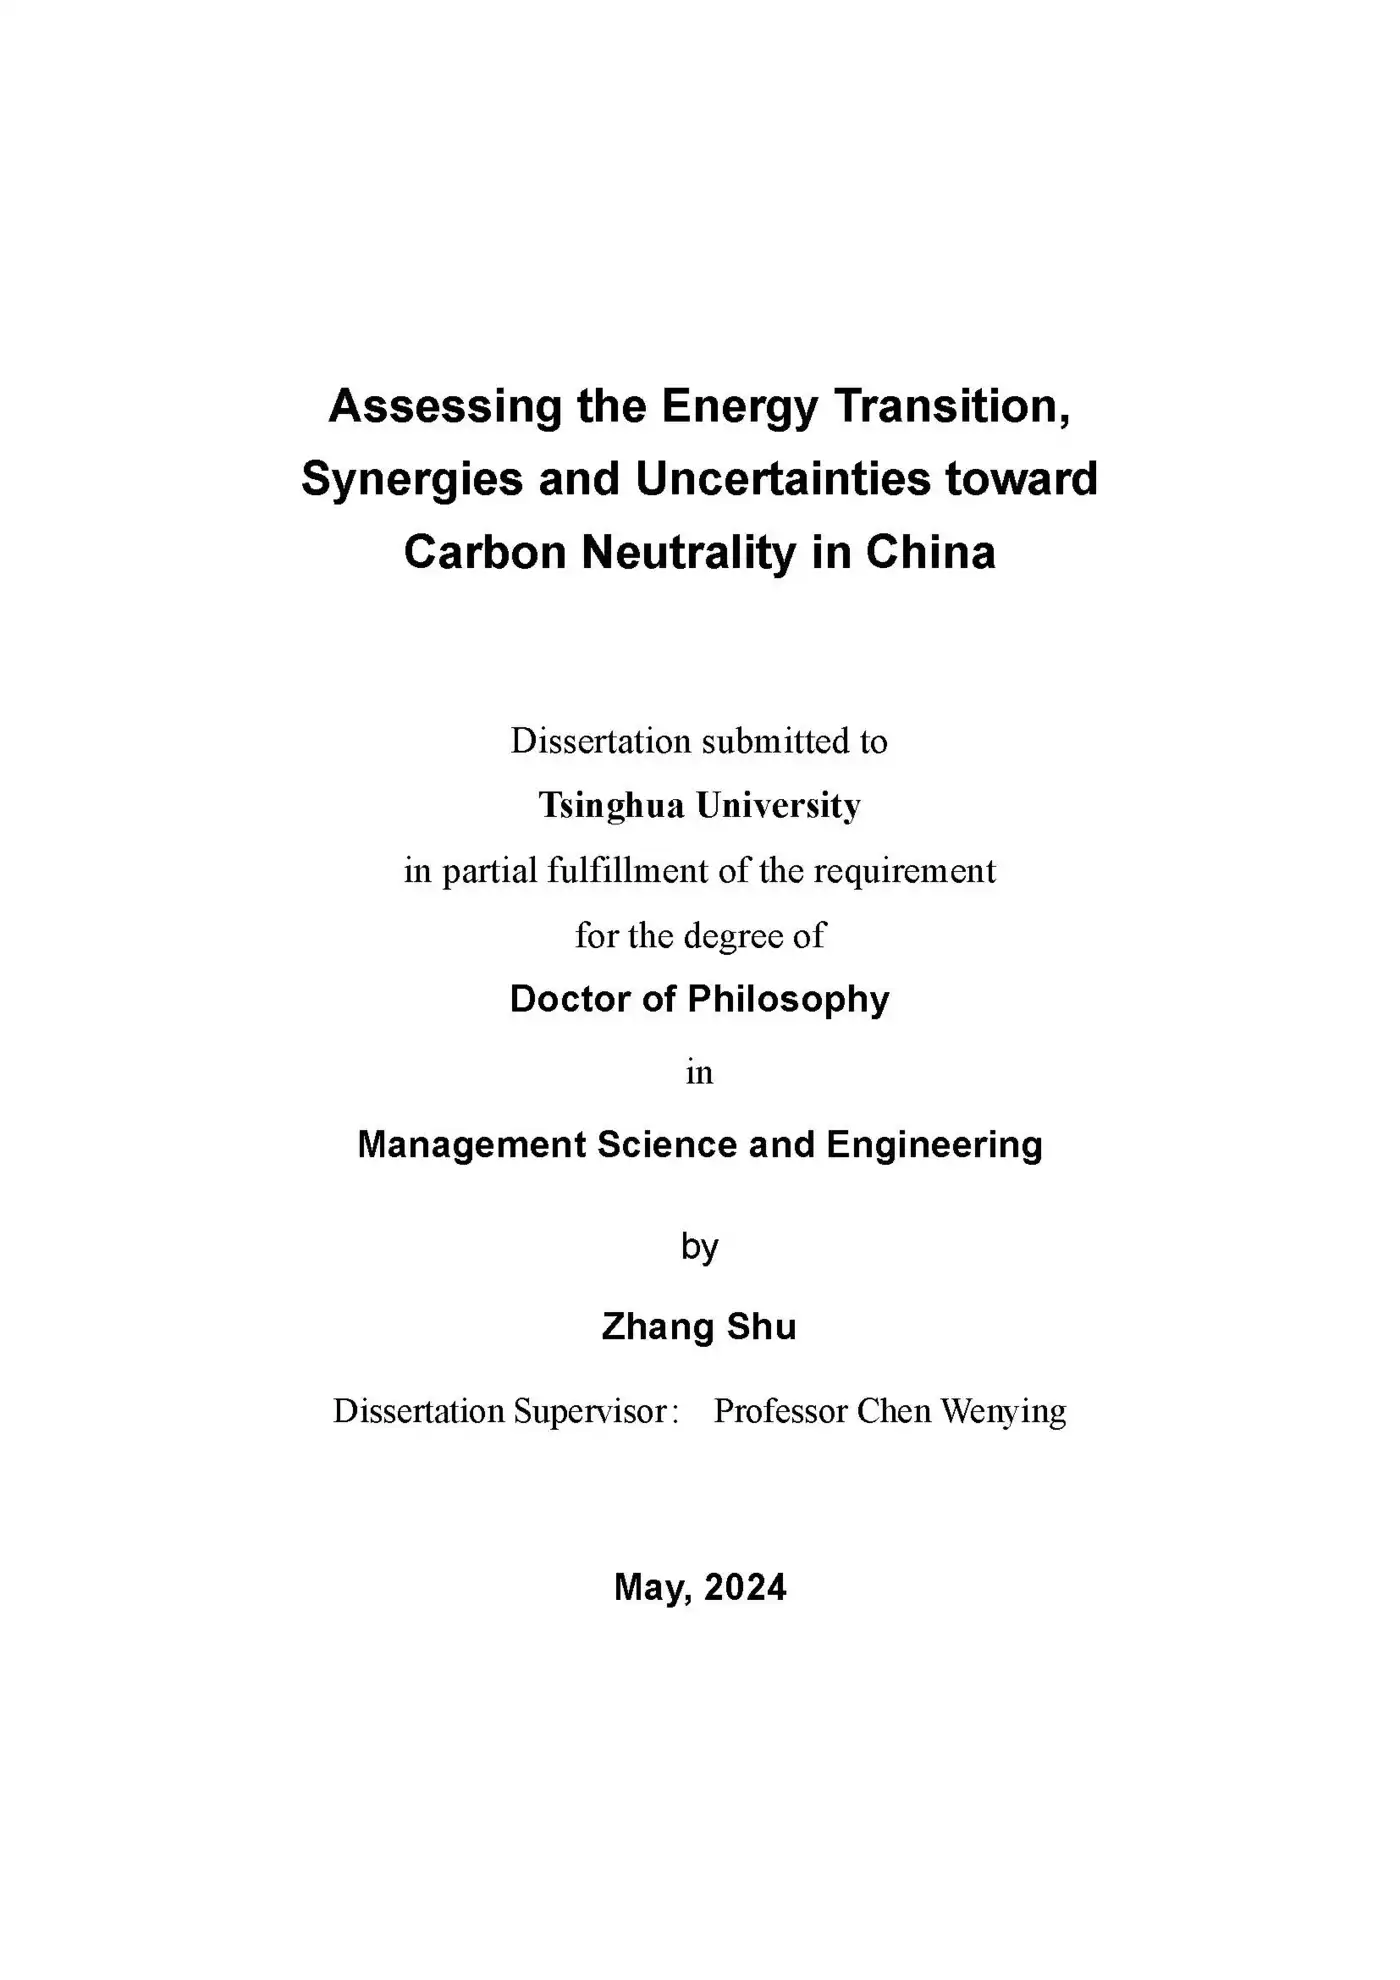 Assessing the Energy Transition,
Synergies and Uncertainties toward
Carbon Neutrality in China
Dissertation submitted to
Tsinghua University
in partial fulfillment of the requirement
for the degree of
Doctor of Philosophy
in
Management Science and Engineering
by
Zhang Shu
Dissertation Supervisor: Professor Chen Wenying
May, 2024